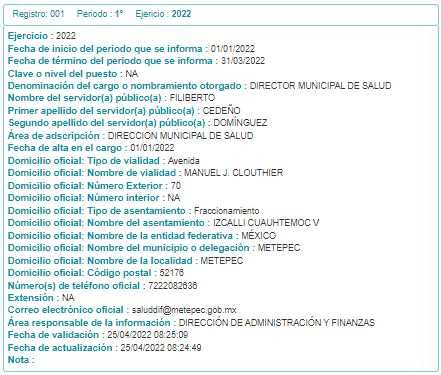 Registro: 001 Periodo : 1° Ejericio : 2022
Ejercicio : 2022
Fecha de inicio del periodo que se informa : 01/01/2022
Fecha de término del periodo que se informa : 31/03/2022
Clave o nivel del puesto : NA
Denominación del cargo o nombramiento otorgado : DIRECTOR MUNICIPAL DE SALUD
Nombre del servidor(a) público(a) : FILIBERTO
Primer apellido del servidor(a) público(a) : CEDEÑO
Segundo apellido del servidor(a) público(a) : DOMÍNGUEZ
Área de adscripción : DIRECCION MUNICIPAL DE SALUD
Fecha de alta en el cargo : 01/01/2022
Domicilio oficial: Tipo de vialidad : Avenida
Domicilio oficial: Nombre de vialidad : MANUEL J. CLOUTHIER
Domicilio oficial: Número Exterior : 70
Domicilio oficial: Número interior : NA
Domicilio oficial: Tipo de asentamiento : Fraccionamiento
Domicilio oficial: Nombre del asentamiento : IZCALLI CUAUHTEMOC V
Domicilio oficial: Nombre de la entidad federativa : MÉXICO
Domicilio oficial: Nombre del municipio o delegación : METEPEC
Domicilio oficial: Nombre de la localidad : METEPEC
Domicilio oficial: Código postal : 52176
Número(s) de teléfono oficial : 7222082636
Extensión : NA
Correo electrónico oficial : saluddif@metepec.gob.mx
Área responsable de la información : DIRECCIÓN DE ADMINISTRACIÓN Y FINANZAS
Fecha de validación : 25/04/2022 08:25:09
Fecha de actualización : 25/04/2022 08:24:49
Nota :